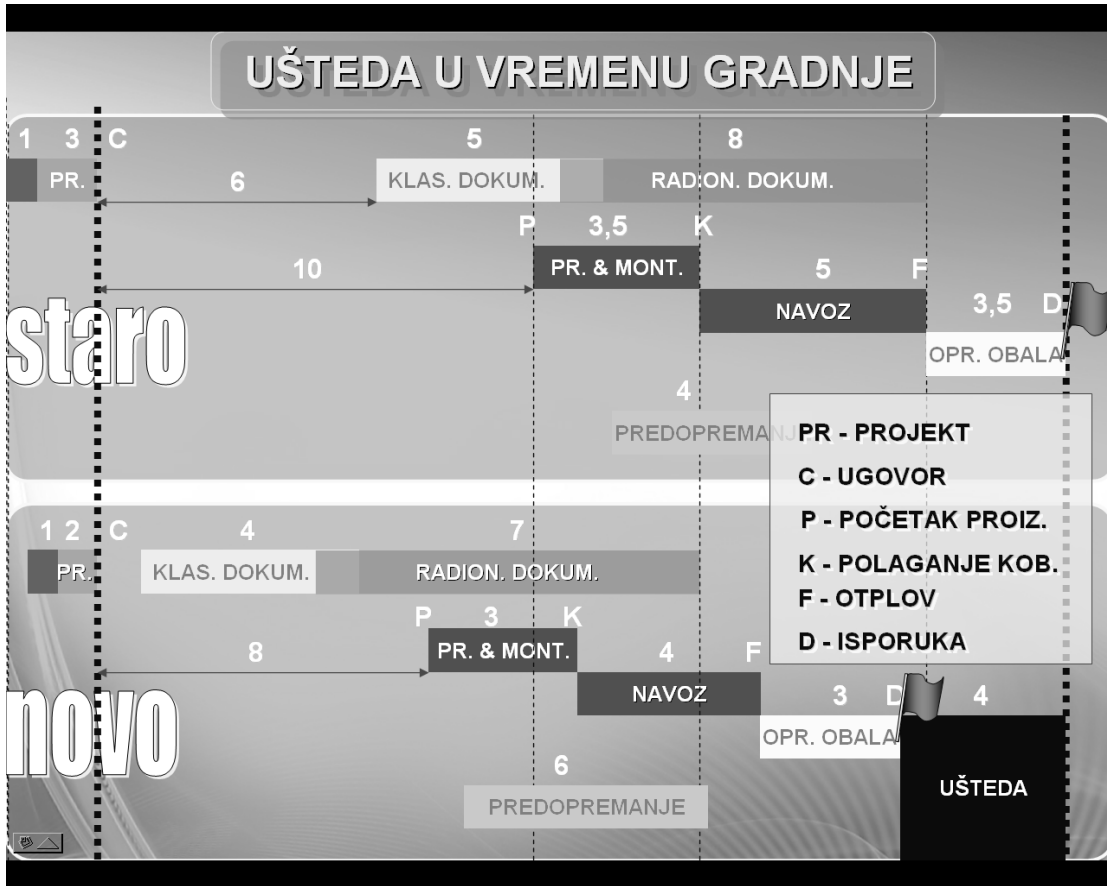 UŠTEDA U VREMENU GRADNJE
1 3 C 5 8
PR. 6 KLAS. DOKUM. RADION. DOKUM.
P 3,5 K
10 PR. & MONT. 5 F
NAVOZ 3,5 D
staro
OPR. OBALA
4
PREDOPREMANJE
PR - PROJEKT
C - UGOVOR
P - POČETAK PROIZ.
K - POLAGANJE KOB.
F - OTPLOV
D - ISPORUKA
1 2 C 4 7
PR. KLAS. DOKUM. RADION. DOKUM.
P 3 K
8 PR. & MONT. 4 F
NAVOZ 3 D 4
novo
OPR. OBALA
6 UŠTEDA
PREDOPREMANJE